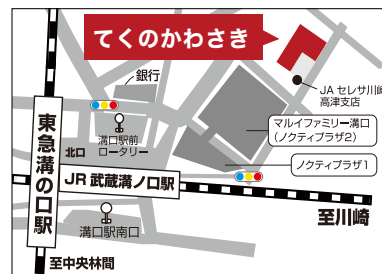 てくのかわさき
銀行
JA セレサ川崎
高津支店
溝口駅前
ロータリー
マルイファミリー溝口
(ノクティプラザ2)
北口
ノクティプラザ1
東急溝の口駅
JR 武蔵溝ノ口駅
至川崎
溝口駅南口
至中央林間